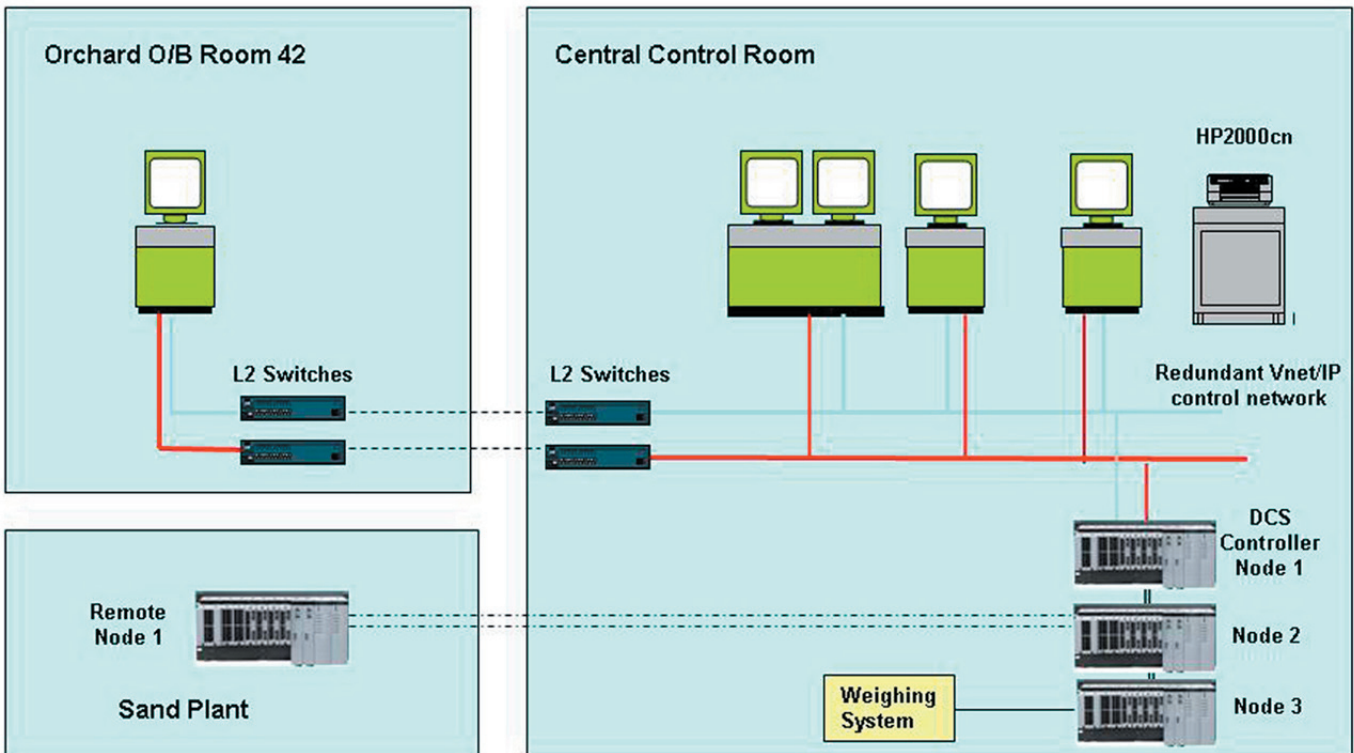 Orchard O/B Room 42
Central Control Room
HP2000cn
L2 Switches
L2 Switches
Redundant Vnet/IP
control network
DCS
Controller
Node 1
Remote
Node 1
Node 2
Sand Plant
Weighing
System
Node 3